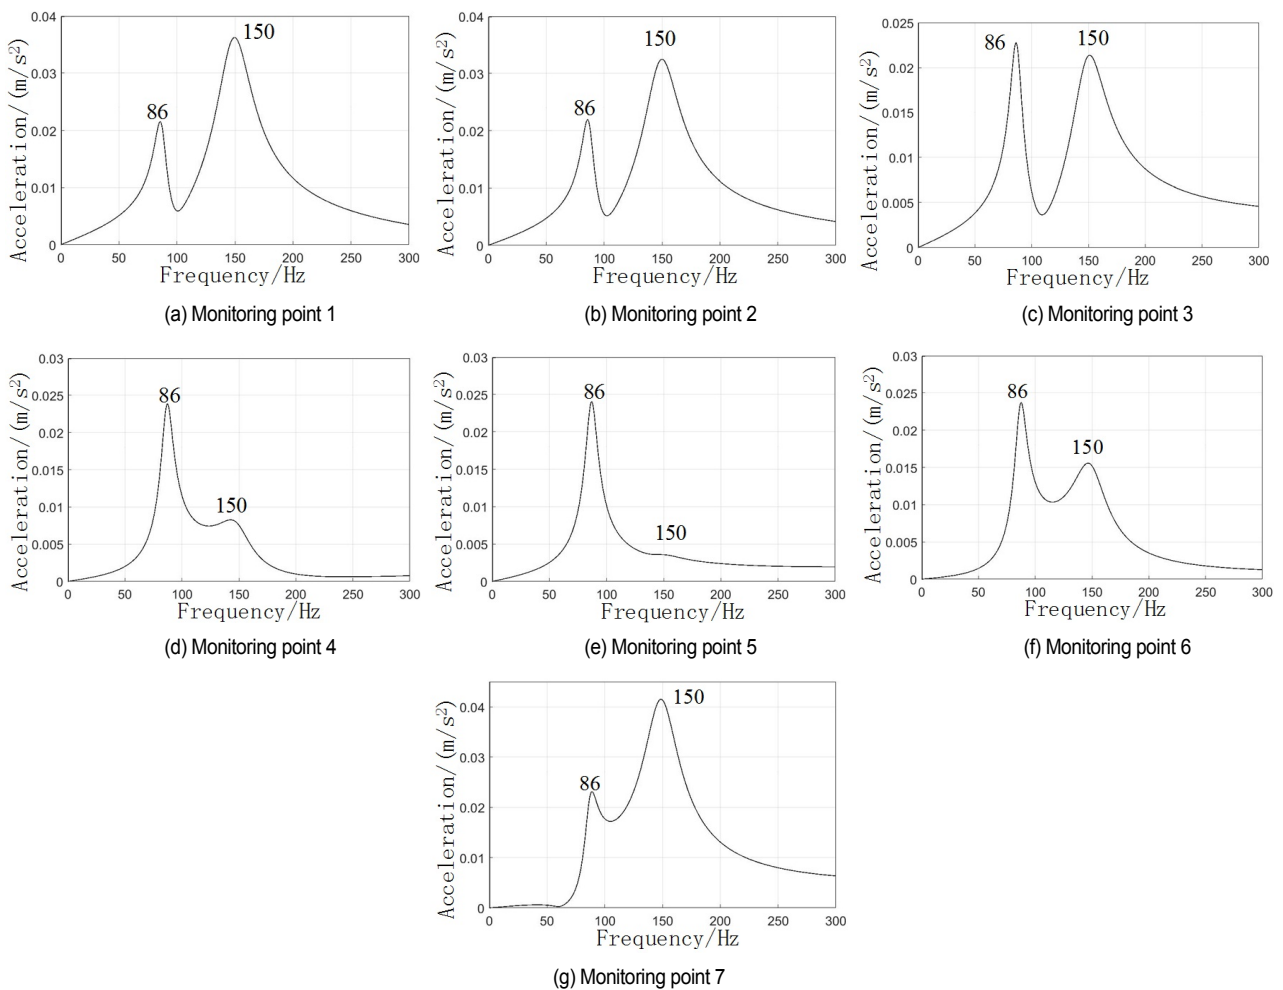 0.04
0.03
0.02
0.01
0
0 50 100 150 200 250 300
Acceleration/(m/s²)
Frequency/Hz
86
150
(a) Monitoring point 1
0.04
0.03
0.02
0.01
0
0 50 100 150 200 250 300
Acceleration/(m/s²)
Frequency/Hz
86
150
(b) Monitoring point 2
0.025
0.02
0.015
0.01
0.005
0
0 50 100 150 200 250 300
Acceleration/(m/s²)
Frequency/Hz
86
150
(c) Monitoring point 3
0.03
0.025
0.02
0.015
0.01
0.005
0
0 50 100 150 200 250 300
Acceleration/(m/s²)
Frequency/Hz
86
150
(d) Monitoring point 4
0.03
0.025
0.02
0.015
0.01
0.005
0
0 50 100 150 200 250 300
Acceleration/(m/s²)
Frequency/Hz
86
150
(e) Monitoring point 5
0.03
0.025
0.02
0.015
0.01
0.005
0
0 50 100 150 200 250 300
Acceleration/(m/s²)
Frequency/Hz
86
150
(f) Monitoring point 6
0.04
0.03
0.02
0.01
0
0 50 100 150 200 250 300
Acceleration/(m/s²)
Frequency/Hz
86
150
(g) Monitoring point 7